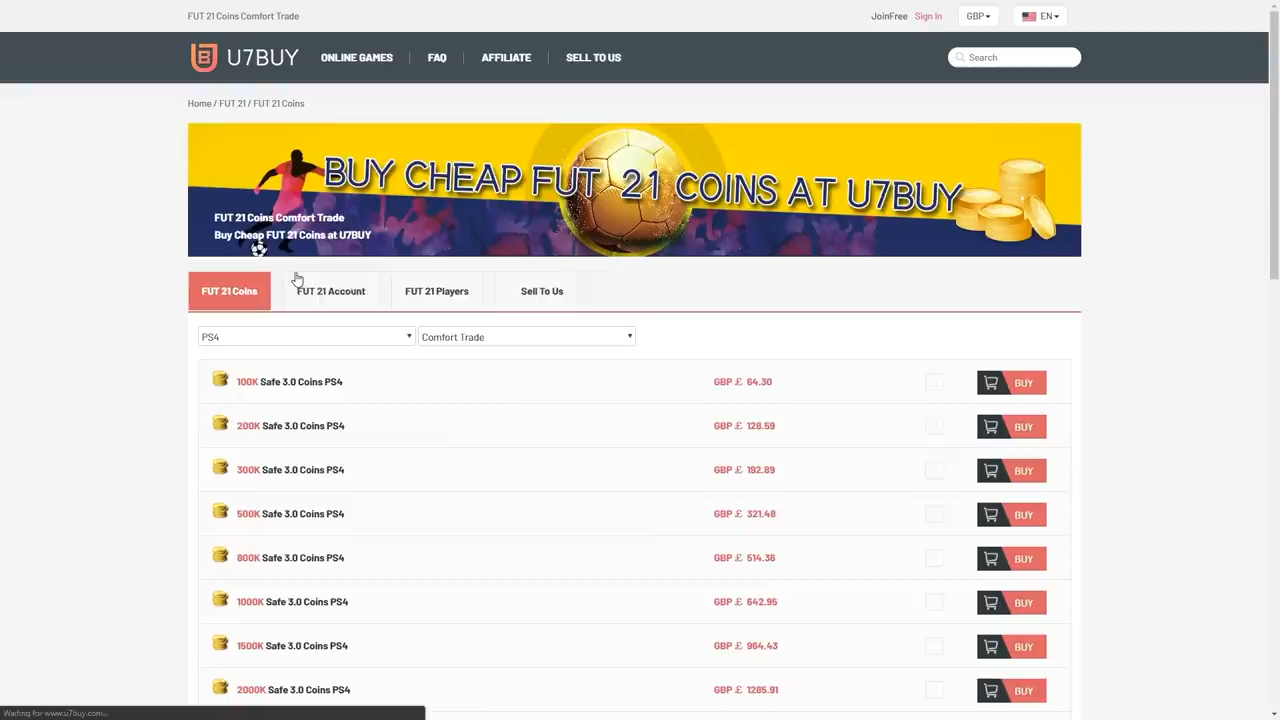 FUT 21 Coins Comfort Trade
JoinFree Sign In GBP EN
U7BUY ONLINE GAMES FAQ AFFILIATE SELL TO US Search
Home / FUT 21 / FUT 21 Coins
BUY CHEAP FUT 21 COINS AT U7BUY
FUT 21 Coins Comfort Trade
Buy Cheap FUT 21 Coins at U7BUY
FUT 21 Coins FUT 21 Account FUT 21 Players Sell To Us
PS4 Comfort Trade
100K Safe 3.0 Coins PS4 GBP £ 64.30 BUY
200K Safe 3.0 Coins PS4 GBP £ 128.59 BUY
300K Safe 3.0 Coins PS4 GBP £ 192.89 BUY
500K Safe 3.0 Coins PS4 GBP £ 321.48 BUY
800K Safe 3.0 Coins PS4 GBP £ 514.36 BUY
1000K Safe 3.0 Coins PS4 GBP £ 642.95 BUY
1500K Safe 3.0 Coins PS4 GBP £ 964.43 BUY
2000K Safe 3.0 Coins PS4 GBP £ 1285.91 BUY
Waiting for www.u7buy.com...